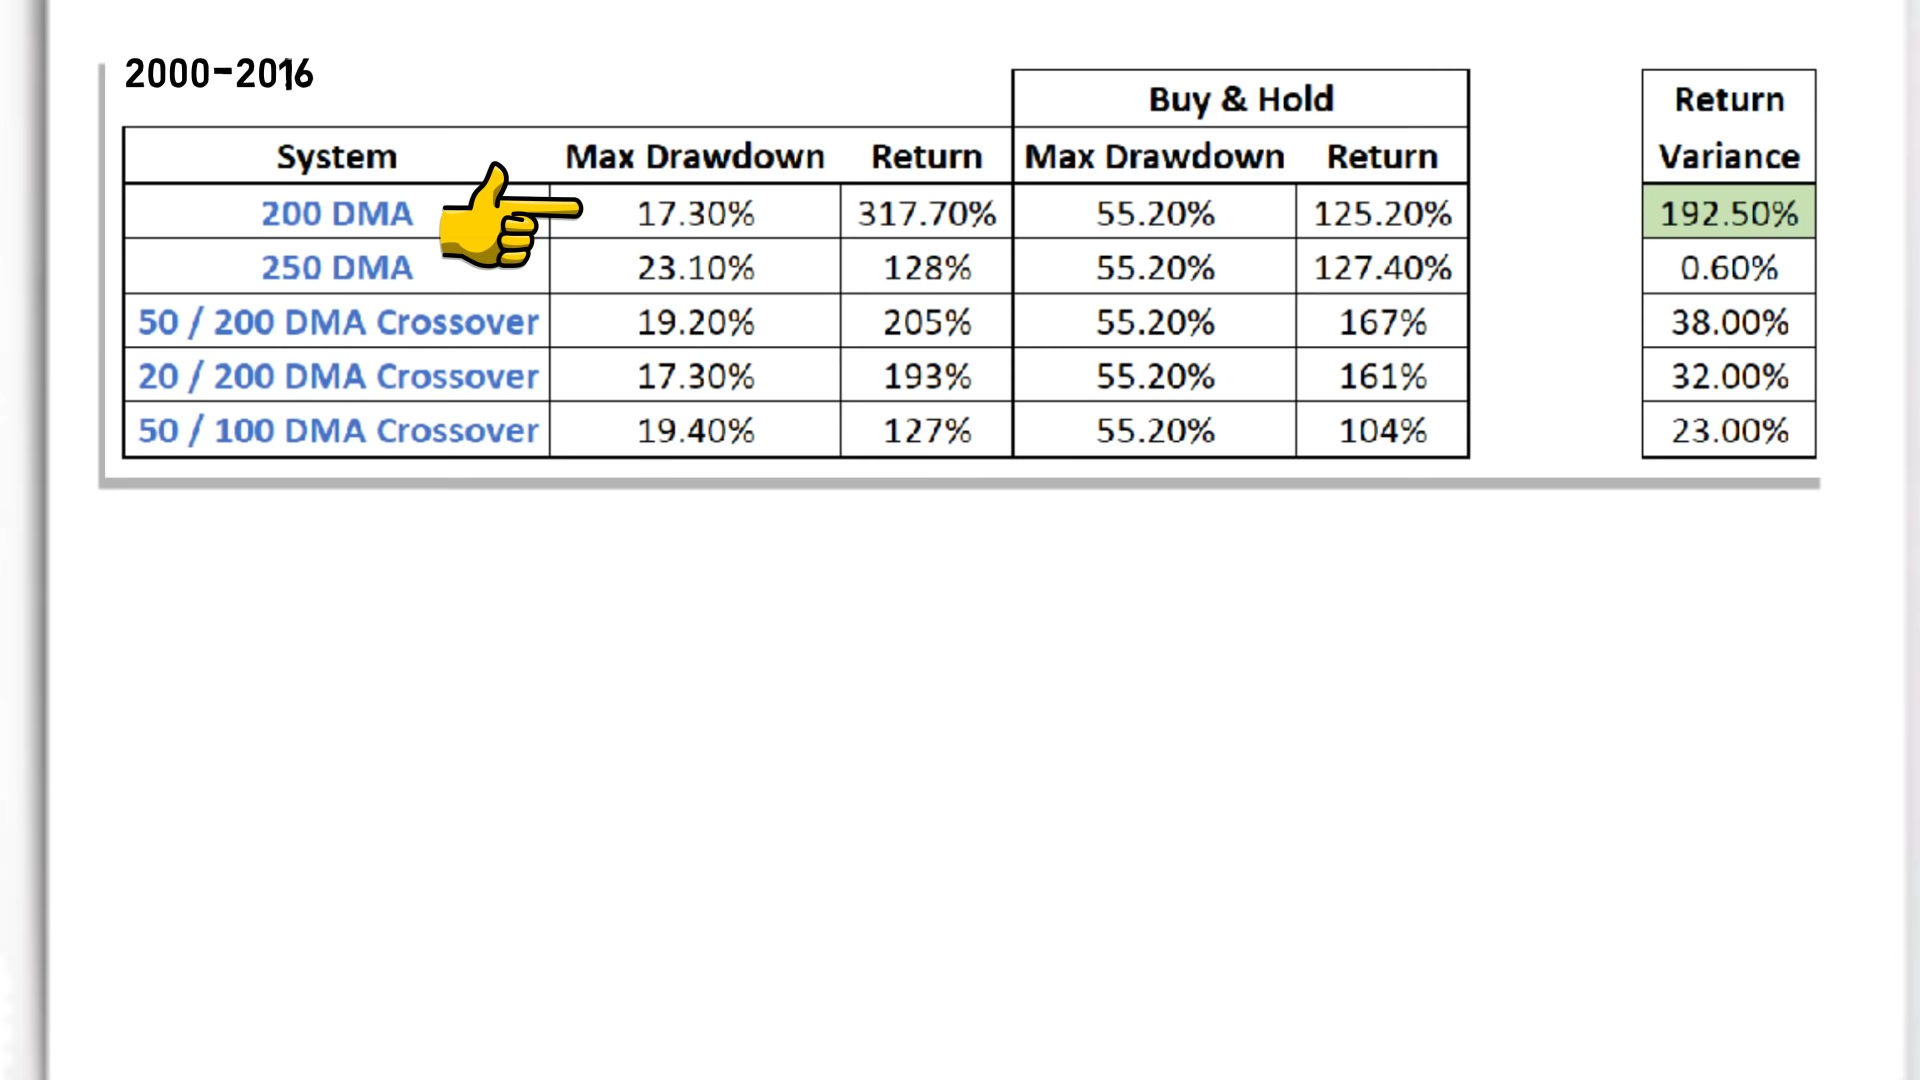 2000-2016
Buy & Hold Return
System Max Drawdown Return Max Drawdown Return Variance
200 DMA 17.30% 317.70% 55.20% 125.20% 192.50%
250 DMA 23.10% 128% 55.20% 127.40% 0.60%
50 / 200 DMA Crossover 19.20% 205% 55.20% 167% 38.00%
20 / 200 DMA Crossover 17.30% 193% 55.20% 161% 32.00%
50 / 100 DMA Crossover 19.40% 127% 55.20% 104% 23.00%